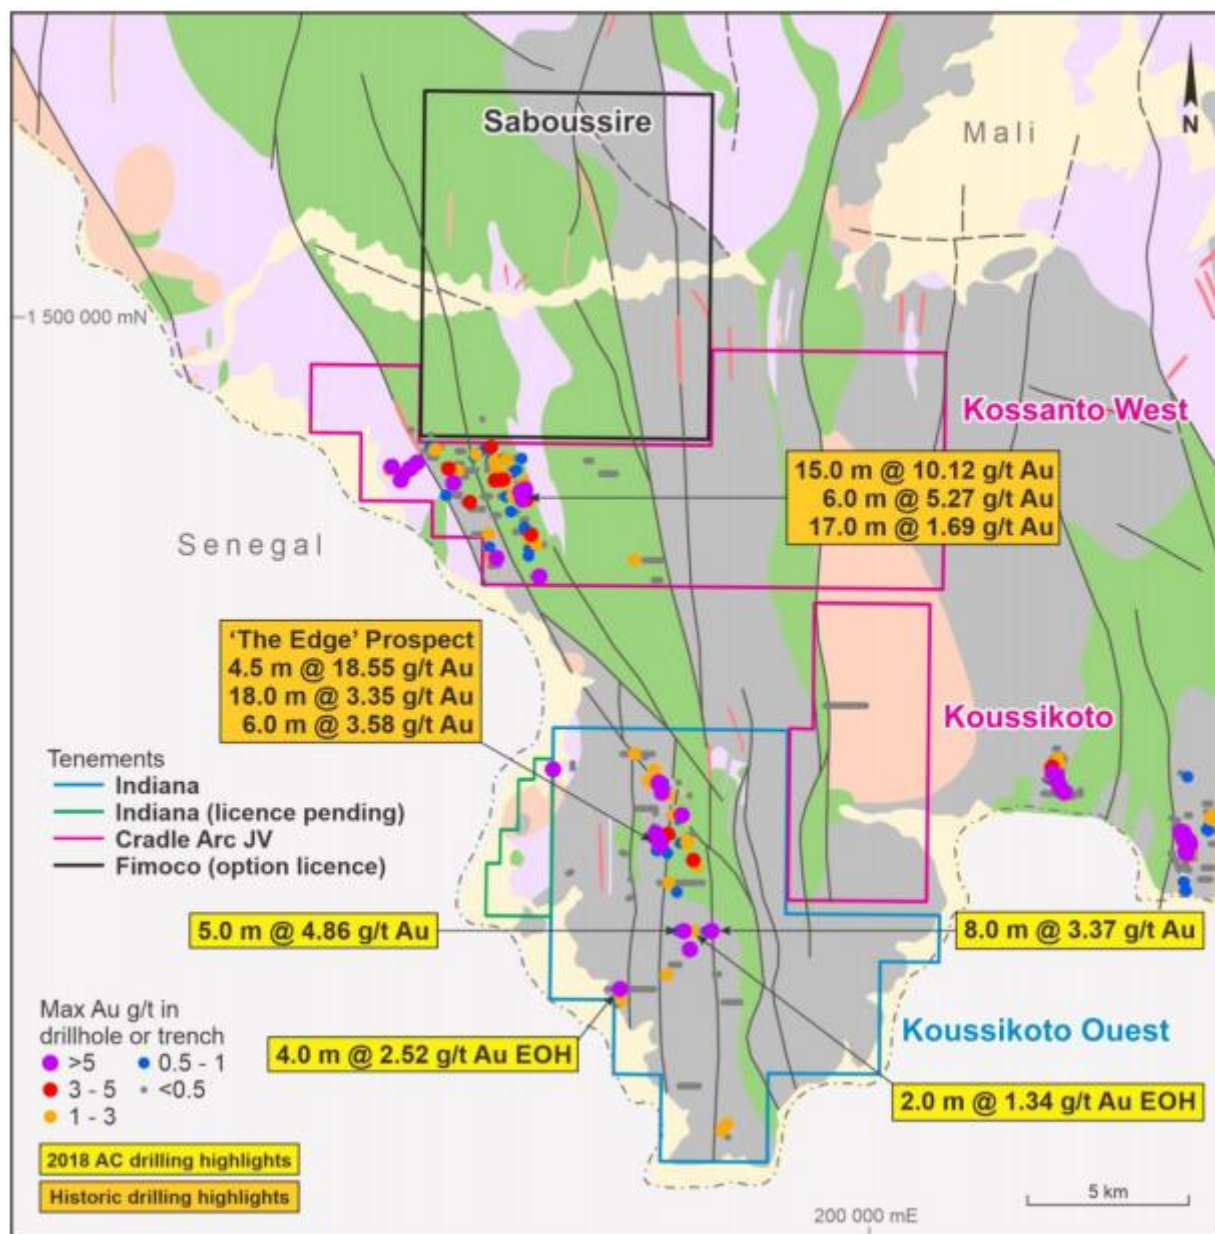 Saboussire
Mali
N
1 500 000 mN
Kossanto West
15.0 m @ 10.12 g/t Au
6.0 m @ 5.27 g/t Au
17.0 m @ 1.69 g/t Au
Senegal
‘The Edge’ Prospect
4.5 m @ 18.55 g/t Au
18.0 m @ 3.35 g/t Au
6.0 m @ 3.58 g/t Au
Koussikoto
Tenements
Indiana
Indiana (licence pending)
Cradle Arc JV
Fimoco (option licence)
5.0 m @ 4.86 g/t Au
8.0 m @ 3.37 g/t Au
Max Au g/t in
drillhole or trench
>5
0.5 - 1
3 - 5
<0.5
1 - 3
Koussikoto Ouest
4.0 m @ 2.52 g/t Au EOH
2.0 m @ 1.34 g/t Au EOH
2018 AC drilling highlights
Historic drilling highlights
5 km
200 000 mE